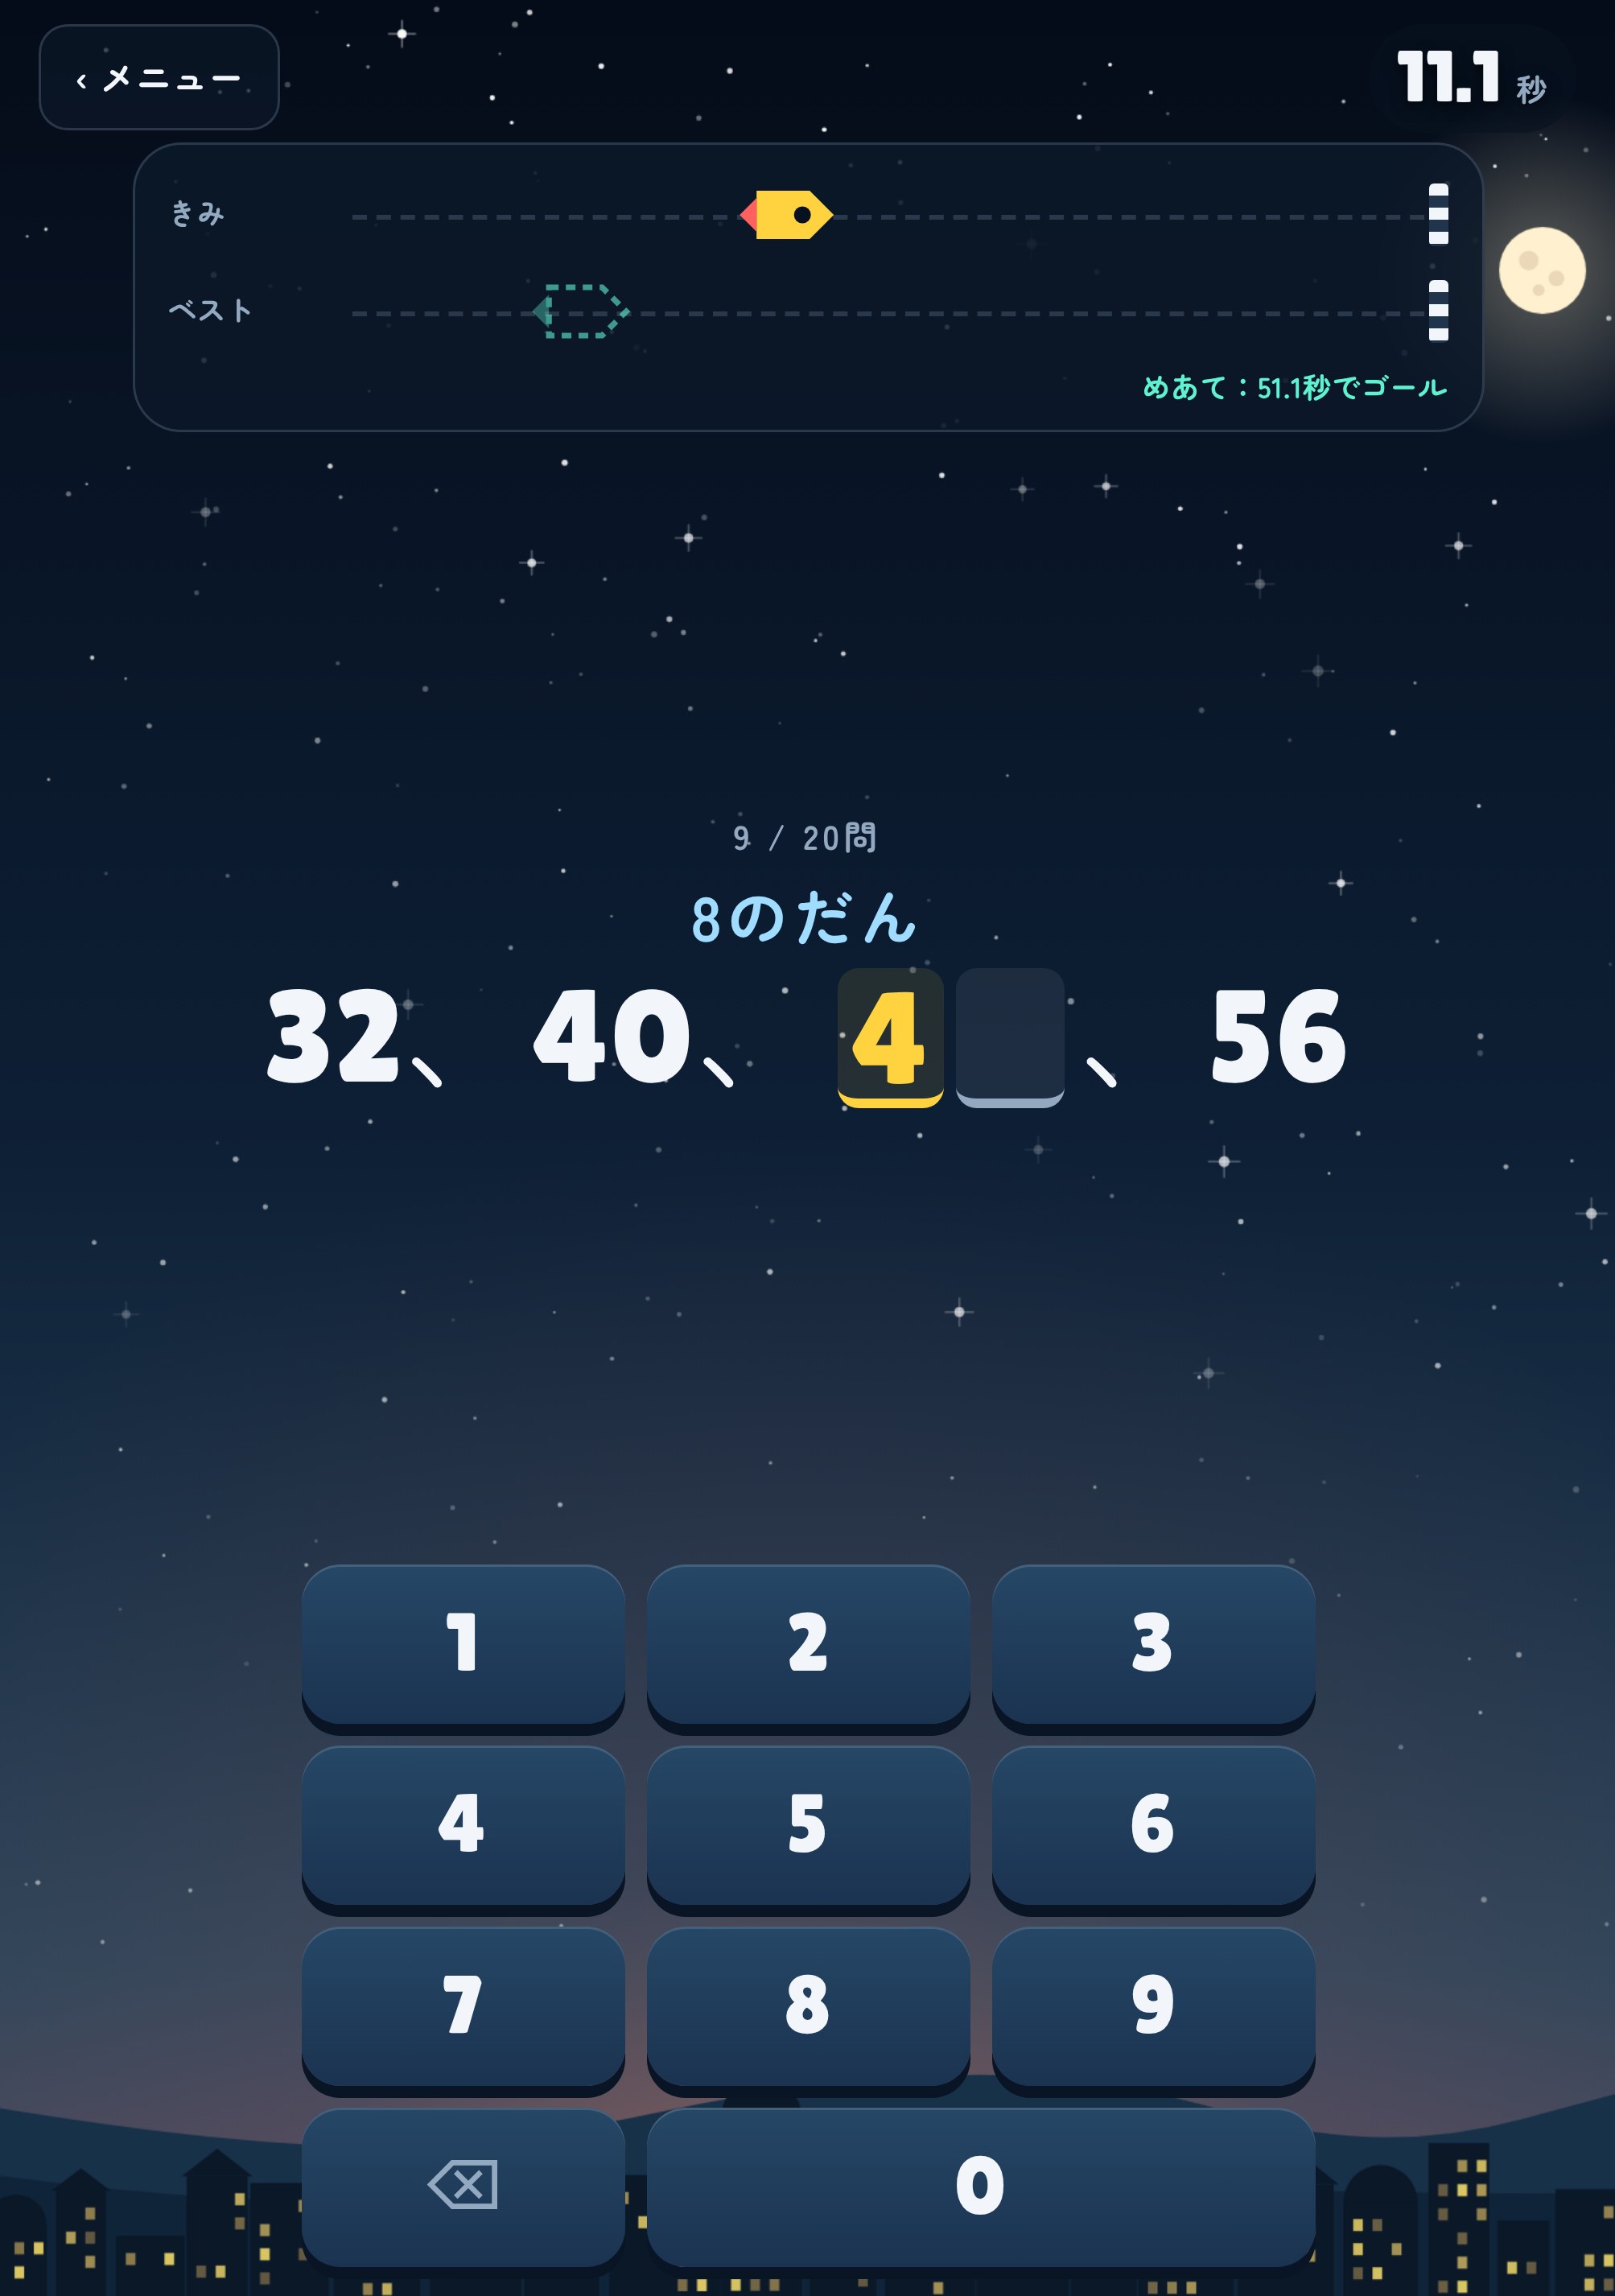 ‹ メニュー
11.1 秒
きみ
ベスト
めあて：51.1秒でゴール
9 / 20問
8のだん
32、 40、 4 、 56
1 2 3
4 5 6
7 8 9
0